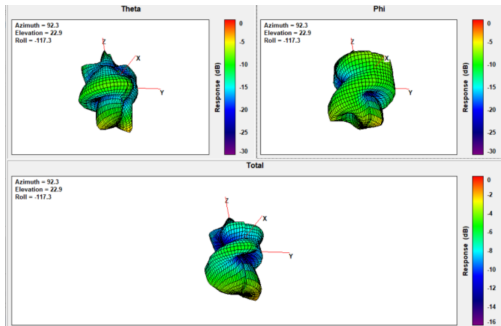 Theta
Azimuth = 92.3
Elevation = 22.9
Roll = -117.3
Z
X
Y
0
-5
-10
-15
-20
-25
-30
Response (dB)
Phi
Azimuth = 92.3
Elevation = 22.9
Roll = -117.3
Z
X
Y
0
-5
-10
-15
-20
-25
-30
Response (dB)
Total
Azimuth = 92.3
Elevation = 22.9
Roll = -117.3
Z
X
Y
0
-2
-4
-6
-8
-10
-12
-14
-16
Response (dB)